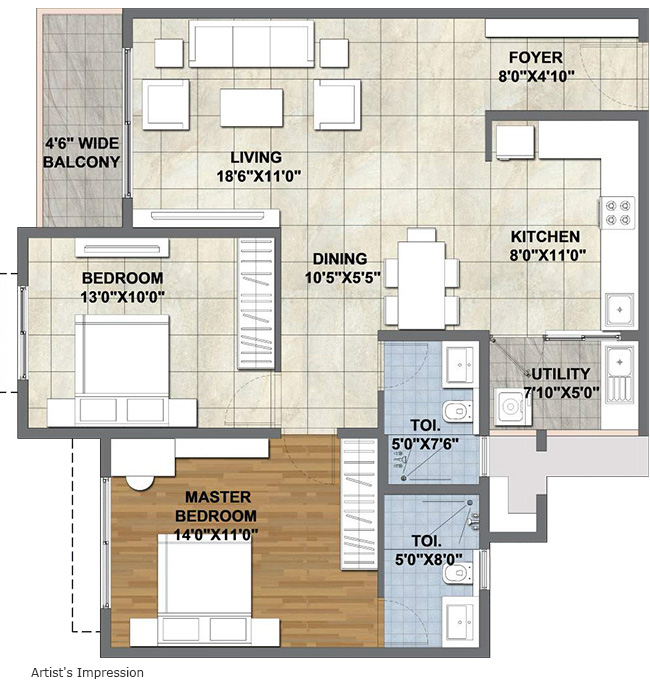 FOYER
8'0"X4'10"
4'6" WIDE
BALCONY
LIVING
18'6"X11'0"
KITCHEN
8'0"X11'0"
DINING
10'5"X5'5"
BEDROOM
13'0"X10'0"
UTILITY
7'10"X5'0"
TOI.
5'0"X7'6"
MASTER
BEDROOM
14'0"X11'0"
TOI.
5'0"X8'0"
Artist's Impression